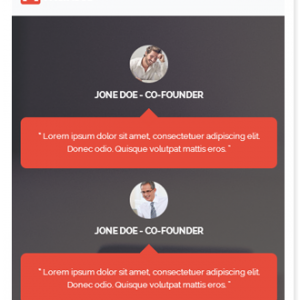 JONE DOE - CO-FOUNDER
" Lorem ipsum dolor sit amet, consectetuer adipiscing elit.
Donec odio. Quisque volutpat mattis eros. "
JONE DOE - CO-FOUNDER
" Lorem ipsum dolor sit amet, consectetuer adipiscing elit.
Donec odio. Quisque volutpat mattis eros. "